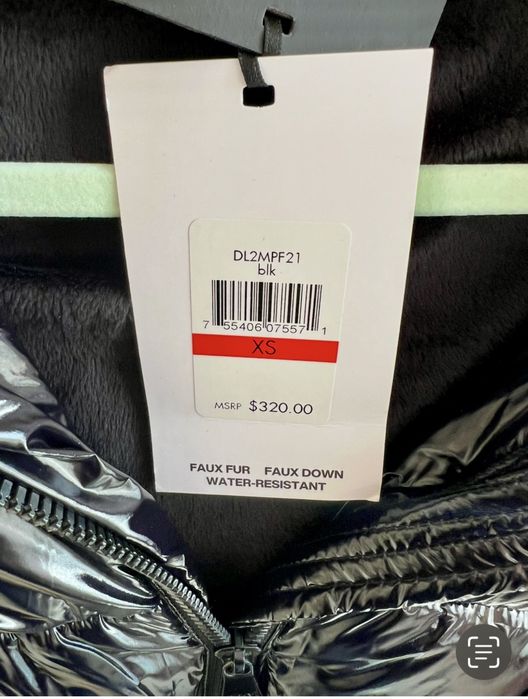 DL2MPF21
blk
7 55406 07557 1
XS
MSRP $320.00
FAUX FUR FAUX DOWN
WATER-RESISTANT